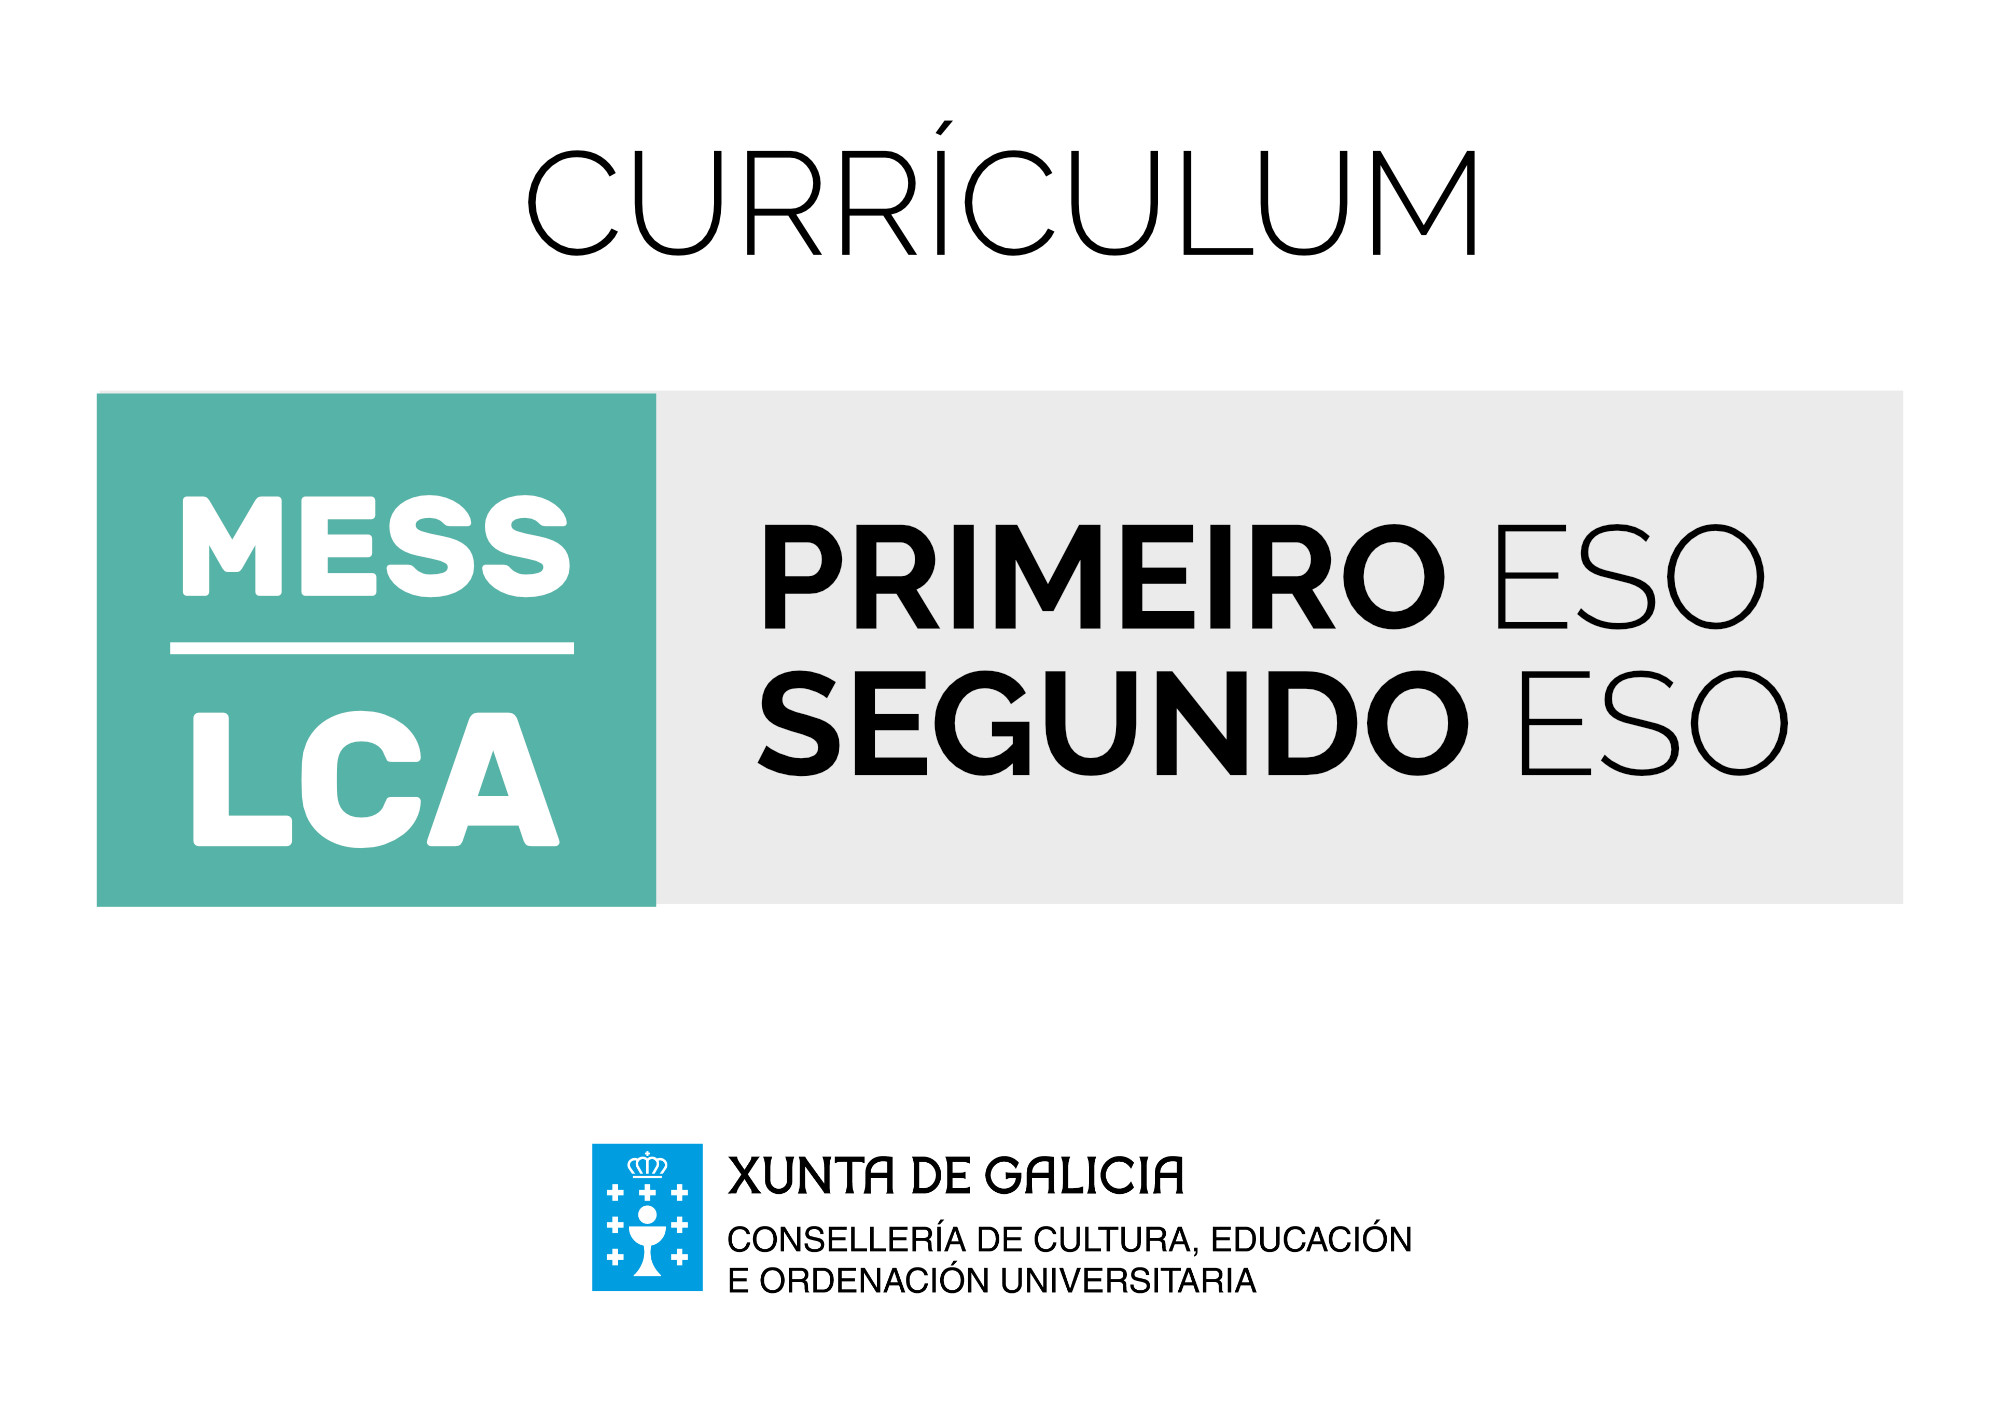 CURRÍCULUM
MESS
LCA
PRIMEIRO ESO
SEGUNDO ESO
XUNTA DE GALICIA
CONSELLERÍA DE CULTURA, EDUCACIÓN
E ORDENACIÓN UNIVERSITARIA